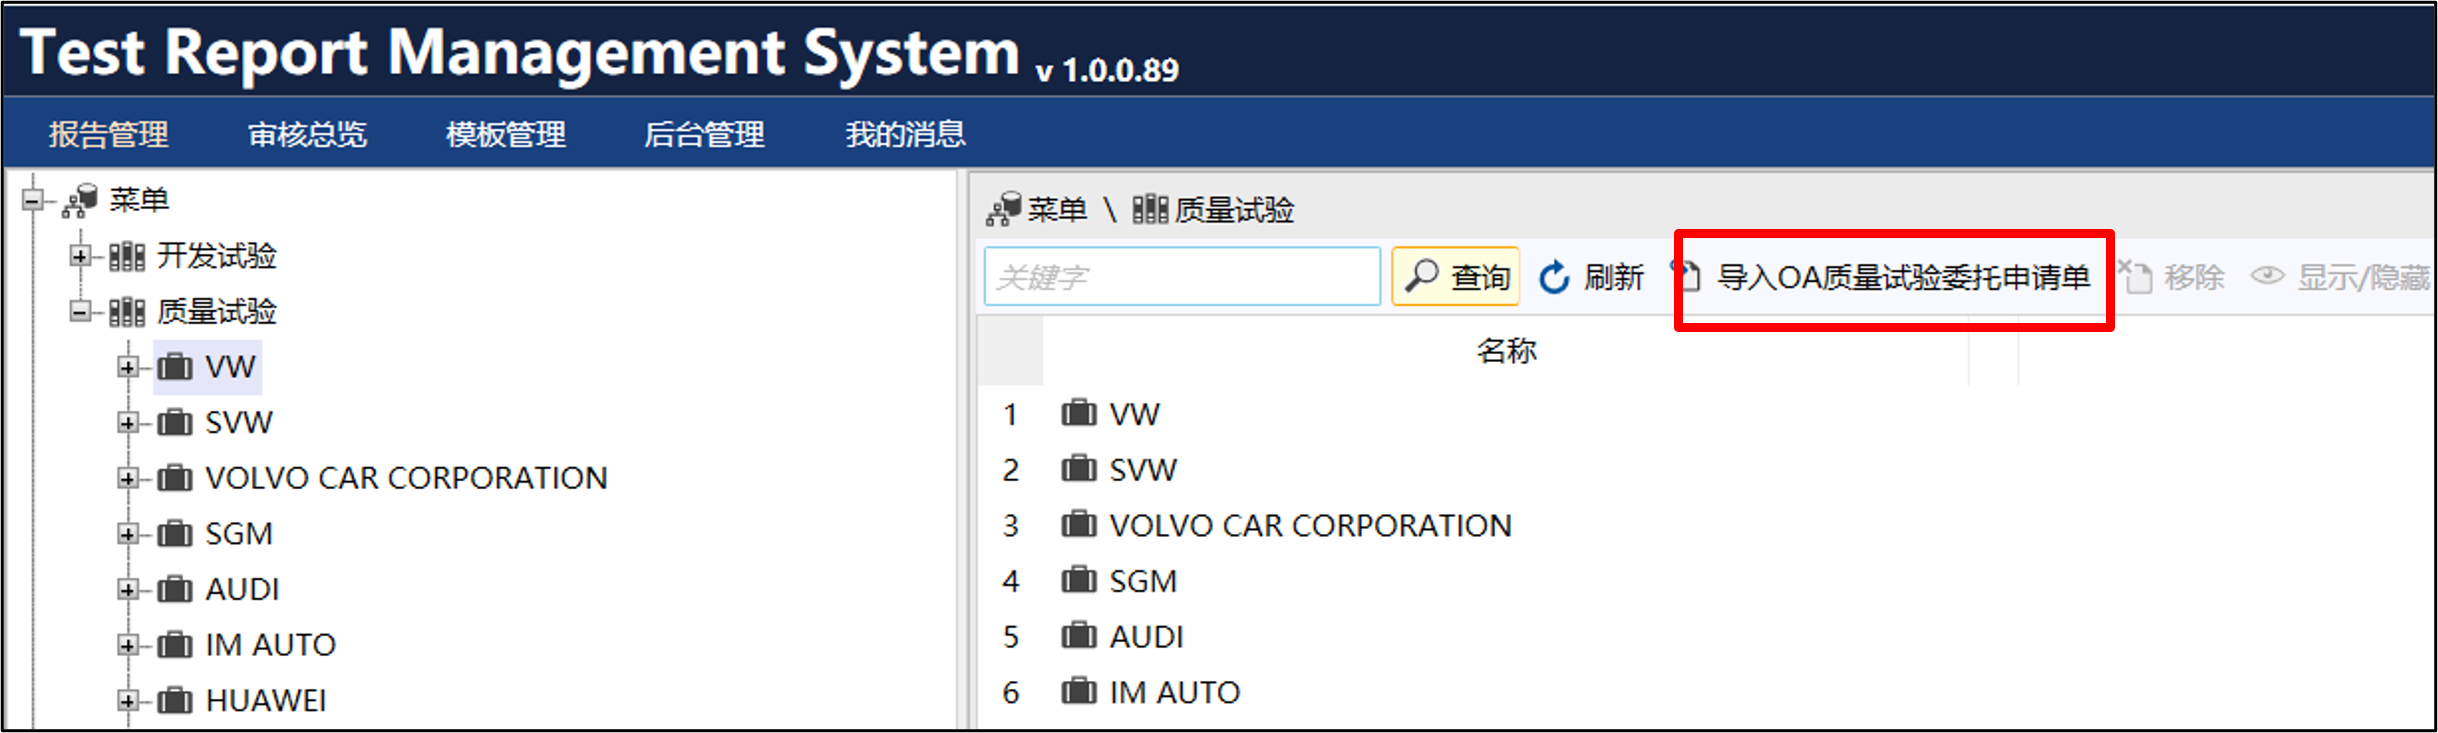 Test Report Management System v 1.0.0.89
报告管理 审核总览 模板管理 后台管理 我的消息
菜单
开发试验
质量试验
VW
SVW
VOLVO CAR CORPORATION
SGM
AUDI
IM AUTO
HUAWEI
菜单 \ 质量试验
关键字 查询 刷新 导入OA质量试验委托申请单 移除 显示/隐藏
名称
1 VW
2 SVW
3 VOLVO CAR CORPORATION
4 SGM
5 AUDI
6 IM AUTO